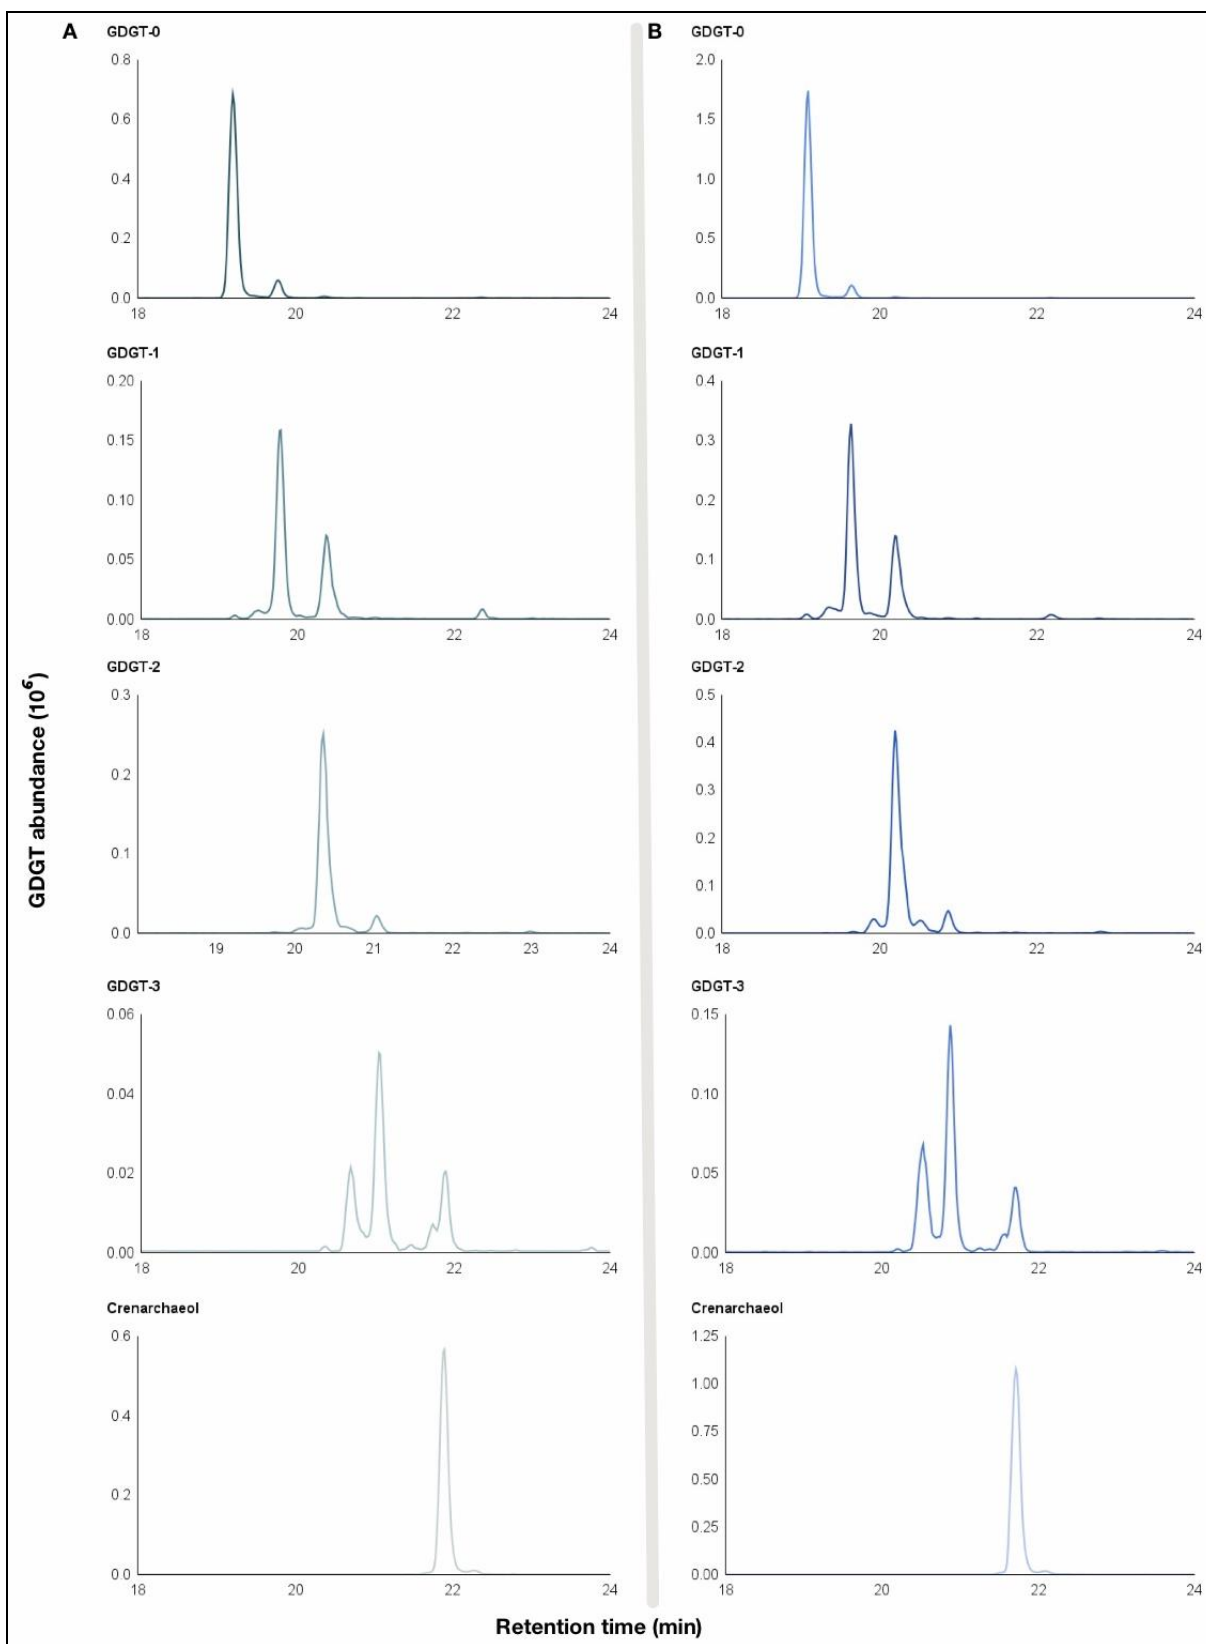 A
GDGT-0
0.8
0.6
0.4
0.2
0.0
18 20 22 24
GDGT-1
0.20
0.15
0.10
0.05
0.00
18 20 22 24
GDGT-2
0.3
0.2
0.1
0.0
19 20 21 22 23 24
GDGT-3
0.06
0.04
0.02
0.00
18 20 22 24
Crenarchaeol
0.6
0.4
0.2
0.0
18 20 22 24
B
GDGT-0
2.0
1.5
1.0
0.5
0.0
18 20 22 24
GDGT-1
0.4
0.3
0.2
0.1
0.0
18 20 22 24
GDGT-2
0.5
0.4
0.3
0.2
0.1
0.0
18 20 22 24
GDGT-3
0.15
0.10
0.05
0.00
18 20 22 24
Crenarchaeol
1.25
1.00
0.75
0.50
0.25
0.00
18 20 22 24
GDGT abundance (10⁶)
Retention time (min)